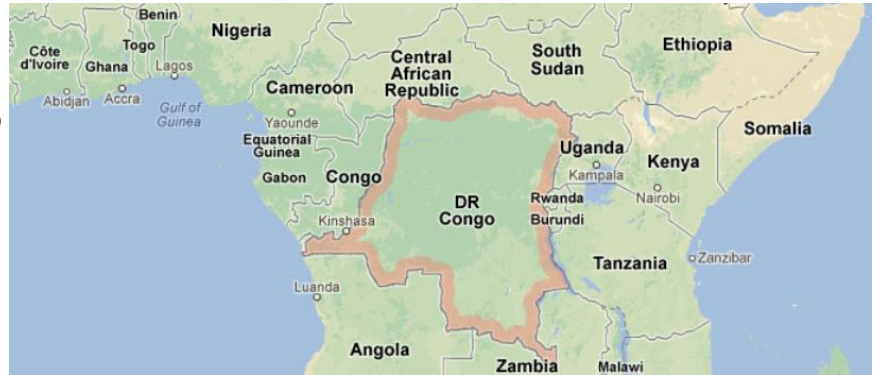 Benin
Nigeria
Côte
d'Ivoire
Togo
Ghana
Lagos
Abidjan
Accra
Gulf of
Guinea
Cameroon
Yaounde
Equatorial
Guinea
Gabon
Congo
Central
African
Republic
South
Sudan
Ethiopia
Somalia
Uganda
Kampala
Kenya
Nairobi
DR
Congo
Rwanda
Burundi
Kinshasa
Tanzania
Zanzibar
Luanda
Angola
Zambia
Malawi